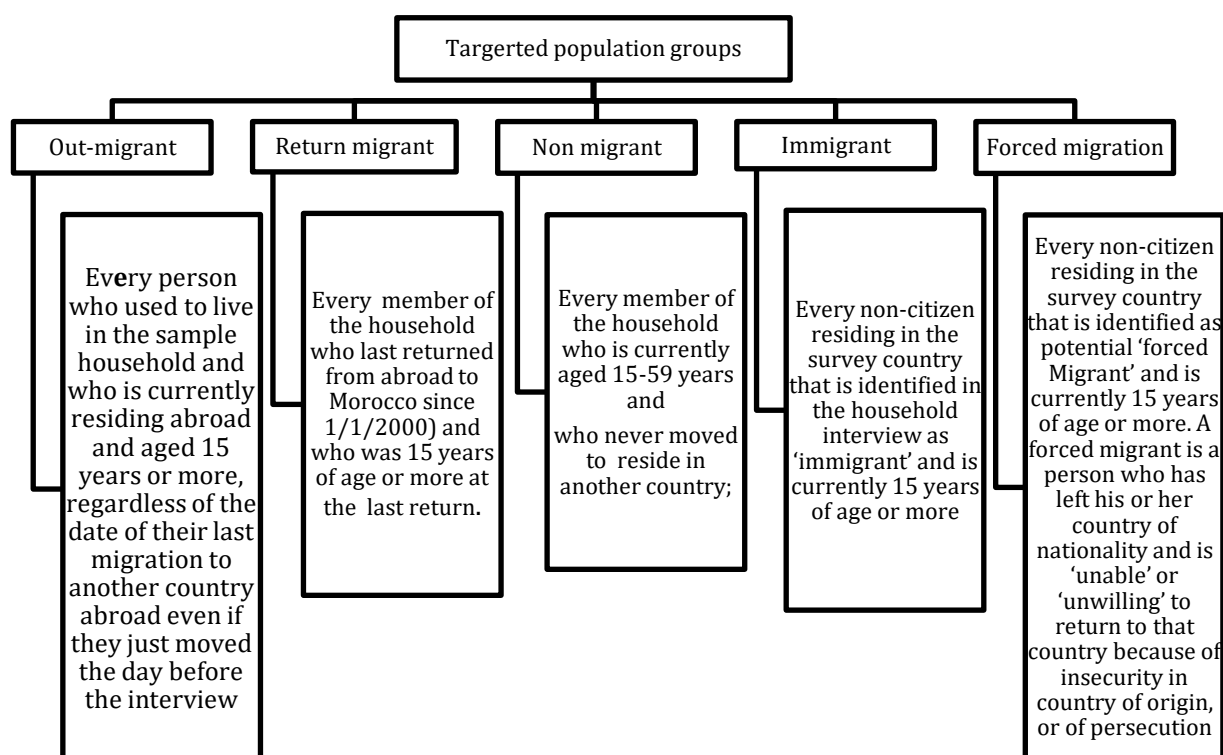 Targerted population groups
Out-migrant
Return migrant
Non migrant
Immigrant
Forced migration
Every person
who used to live
in the sample
household and
who is currently
residing abroad
and aged 15
years or more,
regardless of the
date of their last
migration to
another country
abroad even if
they just moved
the day before
the interview
Every member of
the household
who last returned
from abroad to
Morocco since
1/1/2000) and
who was 15 years
of age or more at
the last return.
Every member of
the household
who is currently
aged 15-59 years
and
who never moved
to reside in
another country;
Every non-citizen
residing in the
survey country
that is identified in
the household
interview as
‘immigrant’ and is
currently 15 years
of age or more
Every non-citizen
residing in the
survey country
that is identified as
potential ‘forced
Migrant’ and is
currently 15 years
of age or more. A
forced migrant is a
person who has
left his or her
country of
nationality and is
‘unable’ or
‘unwilling’ to
return to that
country because of
insecurity in
country of origin,
or of persecution